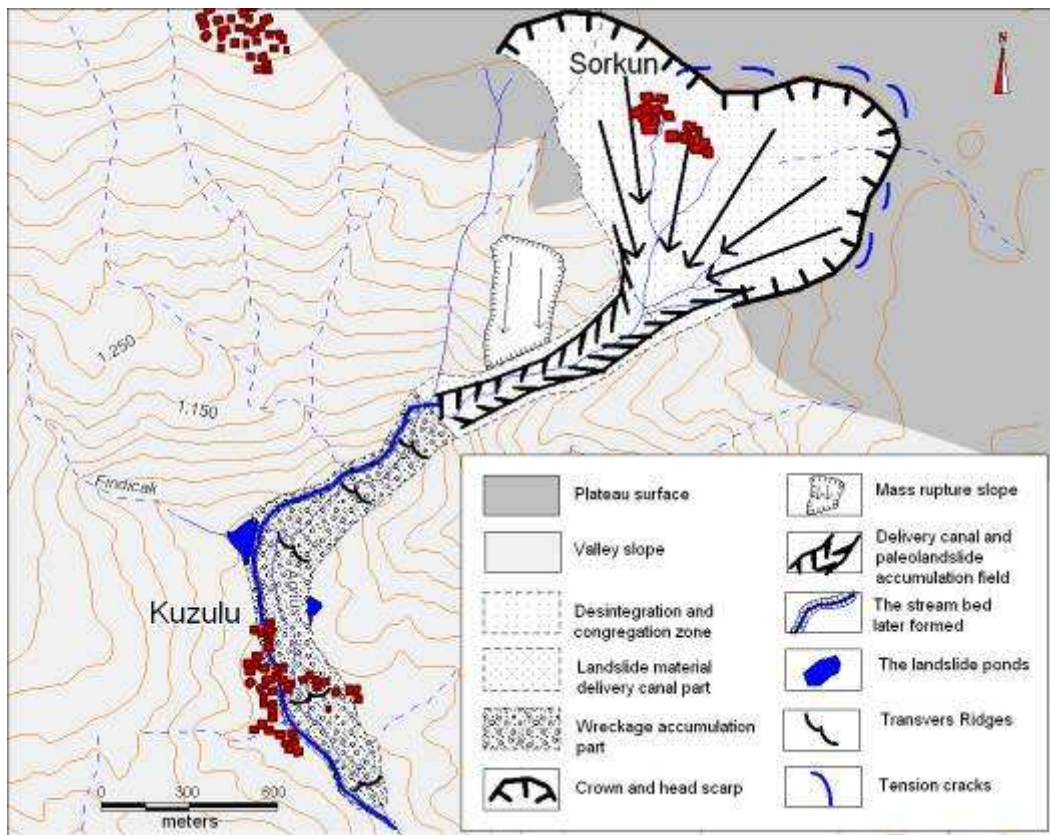 Sorkun
N
1:250
1:150
Findicak
Kuzulu
0 300 600
meters
Plateau surface
Valley slope
Desintegration and
congregation zone
Landslide material
delivery canal part
Wreckage accumulation
part
Crown and head scarp
Mass rupture slope
Delivery canal and
paleolandslide
accumulation field
The stream bed
later formed
The landslide ponds
Transvers Ridges
Tension cracks